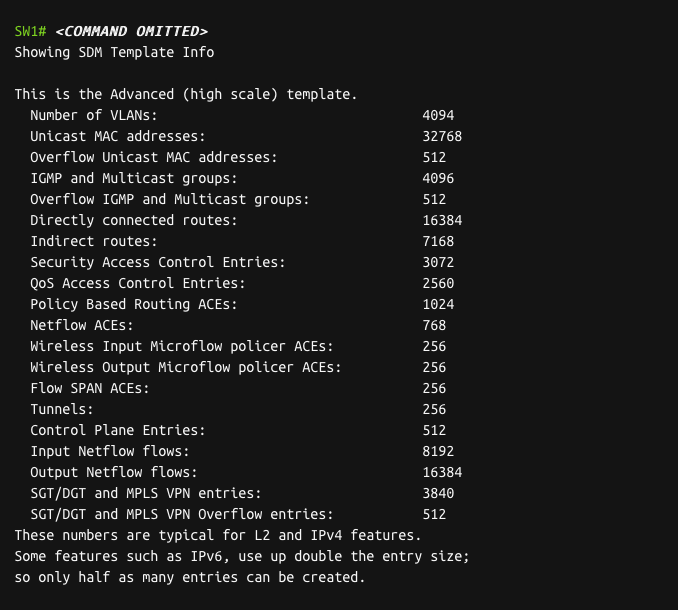 SW1# <COMMAND OMITTED>
Showing SDM Template Info
This is the Advanced (high scale) template.
Number of VLANs: 4094
Unicast MAC addresses: 32768
Overflow Unicast MAC addresses: 512
IGMP and Multicast groups: 4096
Overflow IGMP and Multicast groups: 512
Directly connected routes: 16384
Indirect routes: 7168
Security Access Control Entries: 3072
QoS Access Control Entries: 2560
Policy Based Routing ACEs: 1024
Netflow ACEs: 768
Wireless Input Microflow policer ACEs: 256
Wireless Output Microflow policer ACEs: 256
Flow SPAN ACEs: 256
Tunnels: 256
Control Plane Entries: 512
Input Netflow flows: 8192
Output Netflow flows: 16384
SGT/DGT and MPLS VPN entries: 3840
SGT/DGT and MPLS VPN Overflow entries: 512
These numbers are typical for L2 and IPv4 features.
Some features such as IPv6, use up double the entry size;
so only half as many entries can be created.